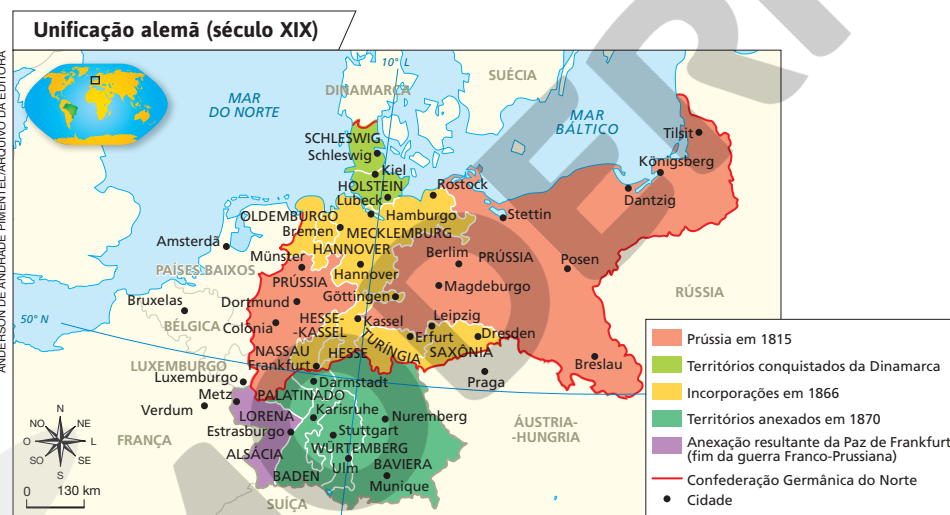 Unificação alemã (século XIX)
ANDERSON DE ANDRADE PIMENTEL/ARQUIVO DA EDITORA
10° L
SUÉCIA
DINAMARCA
MAR
DO NORTE
MAR
BÁLTICO
Tilsit
SCHLESWIG
Schleswig
Königsberg
Kiel
HOLSTEIN
Rostock
Lübeck
Dantzig
OLDEMBURGO
Hamburgo
Stettin
Bremen
MECKLEMBURG
Amsterdã
HANNOVER
Münster
Berlim
PRÚSSIA
Posen
PAÍSES BAIXOS
Hannover
PRÚSSIA
Magdeburgo
RÚSSIA
Bruxelas
Dortmund
Göttingen
50° N
BÉLGICA
Colônia
HESSEL
-KASSEL
Kassel
Leipzig
Erfurt
Dresden
TURÍNGIA
SAXÔNIA
NASSAU
HESSE
Frankfurt
Breslau
LUXEMBURGO
Luxemburgo
Praga
Darmstadt
Metz
PALATINADO
Verdum
LORENA
Karlsruhe
Nuremberg
Estrasburgo
Stuttgart
ÁUSTRIA-
-HUNGRIA
FRANÇA
ALSÁCIA
WÜRTEMBERG
Ulm
BAVIERA
BADEN
Munique
SUÍÇA
N
NO
NE
O
L
SO
SE
S
0
130 km
Prússia em 1815
Territórios conquistados da Dinamarca
Incorporações em 1866
Territórios anexados em 1870
Anexação resultante da Paz de Frankfurt
(fim da guerra Franco-Prussiana)
Confederação Germânica do Norte
Cidade